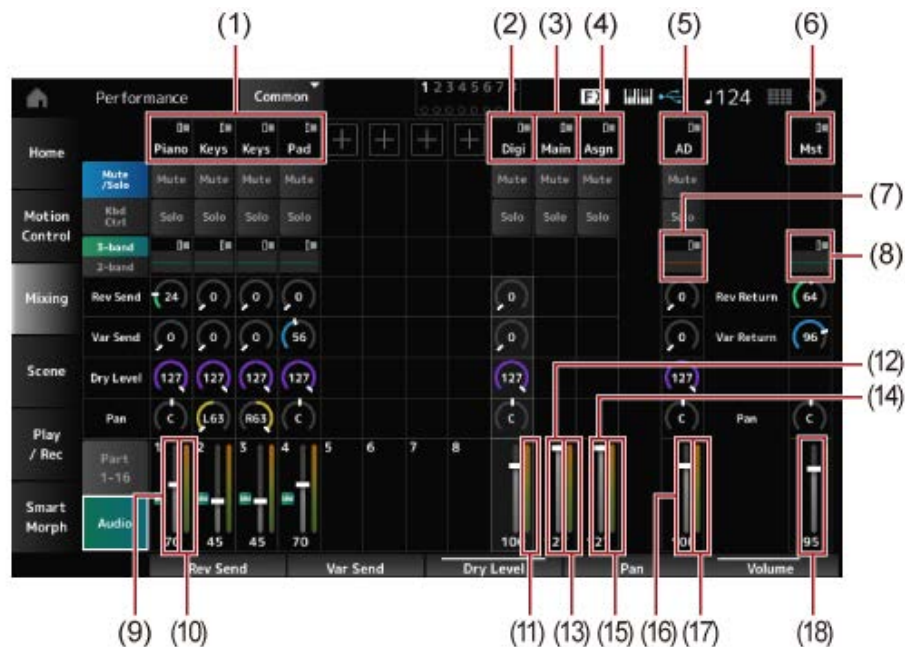 (1) (2) (3) (4) (5) (6)
Performance Common 1 2 3 4 5 6 7 8 FX ♩124
Home Piano Keys Keys Pad + + + + Digi Main Asgn AD Mst
Mute /Solo Mute Mute Mute Mute Mute Mute Mute Mute
Motion Control Kbd Ctrl Solo Solo Solo Solo Solo Solo Solo Solo (7)
3-band
2-band (8)
Mixing Rev Send 24 0 0 0 0 0 Rev Return 64
Var Send 0 0 0 56 0 0 Var Return 96
Scene Dry Level 127 127 127 127 127 127 (12)
Pan C L63 R63 C C C Pan C (14)
Play / Rec Part 1-16 1 2 3 4 5 6 7 8
Smart Morph Audio 70 45 45 70 100 127 127 100 95
Rev Send Var Send Dry Level Pan Volume
(9) (10) (11) (13) (15) (16) (17) (18)